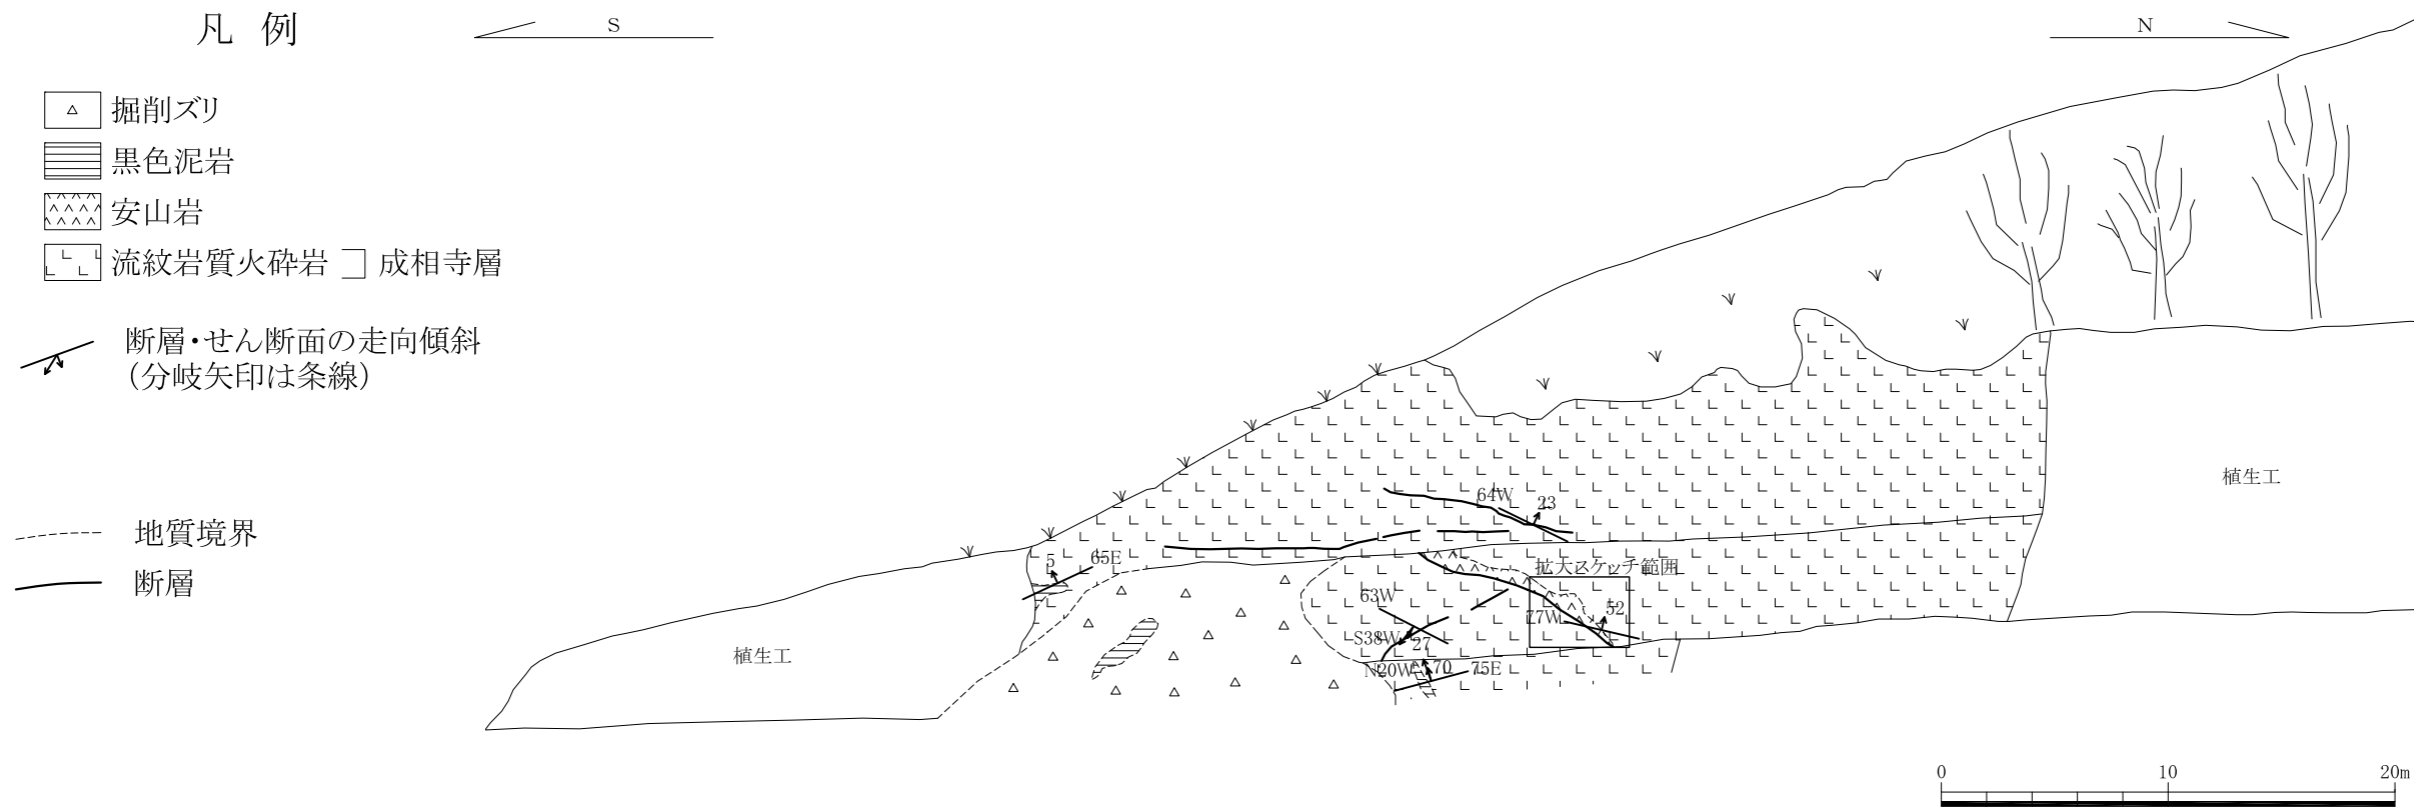 凡 例
S
N
掘削ズリ
黒色泥岩
安山岩
流紋岩質火砕岩 成相寺層
断層・せん断面の走向傾斜
(分岐矢印は条線)
地質境界
断層
植生工
植生工
64W
23
5
65E
拡大スケッチ範囲
63W
77W
52
S38W
27
N20W
70
75E
0 10 20m